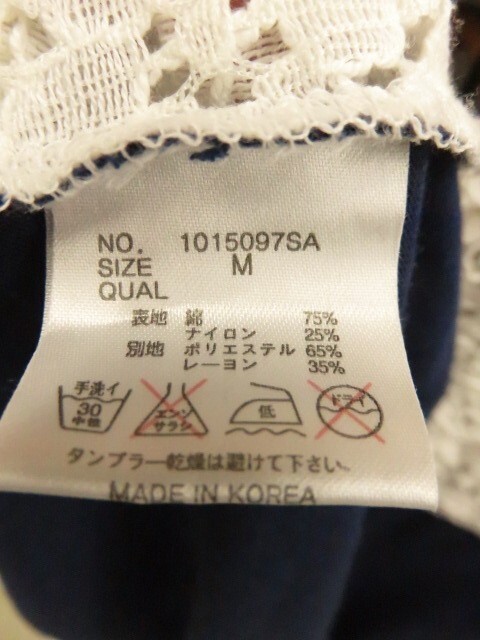 NO. 1015097SA
SIZE M
QUAL
表地 綿 75%
ナイロン 25%
別地 ポリエステル 65%
レーヨン 35%
手洗イ 30 中性
エンソ サラシ
低
ドライ
タンブラー乾燥は避けて下さい。
MADE IN KOREA